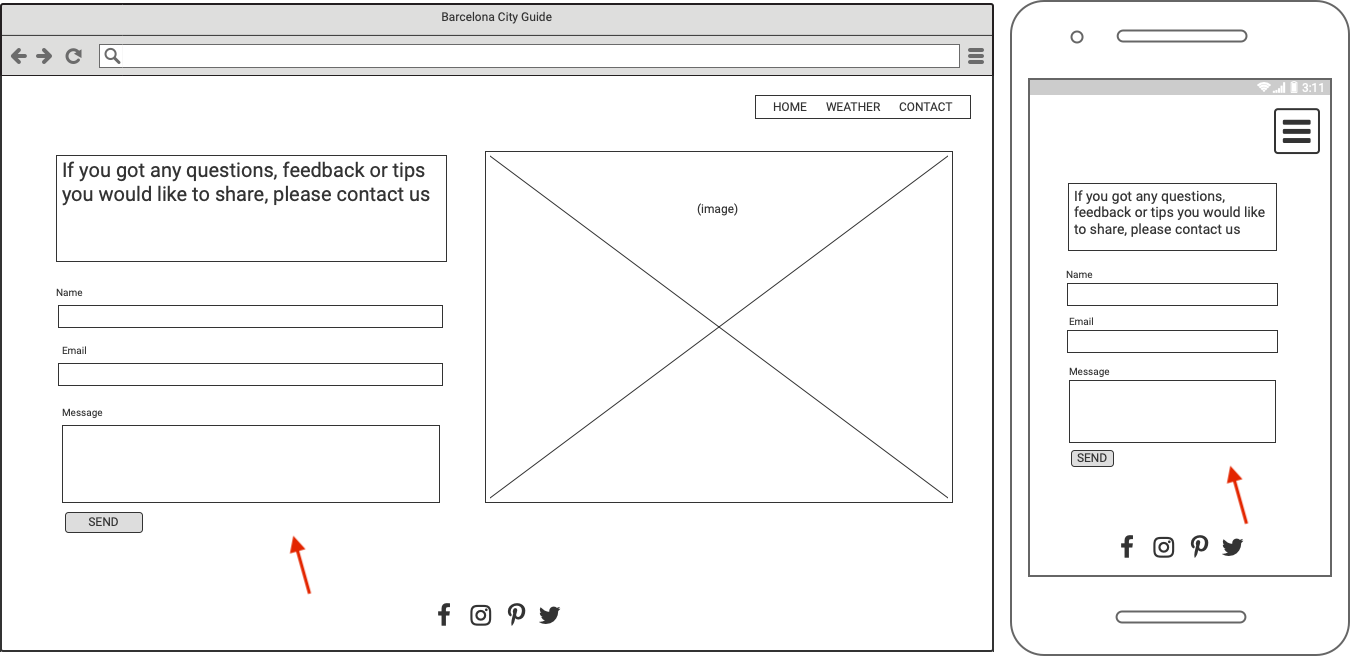 Barcelona City Guide
HOME WEATHER CONTACT
If you got any questions, feedback or tips
you would like to share, please contact us
(image)
Name
Email
Message
SEND
3:11
If you got any questions,
feedback or tips you would like
to share, please contact us
Name
Email
Message
SEND